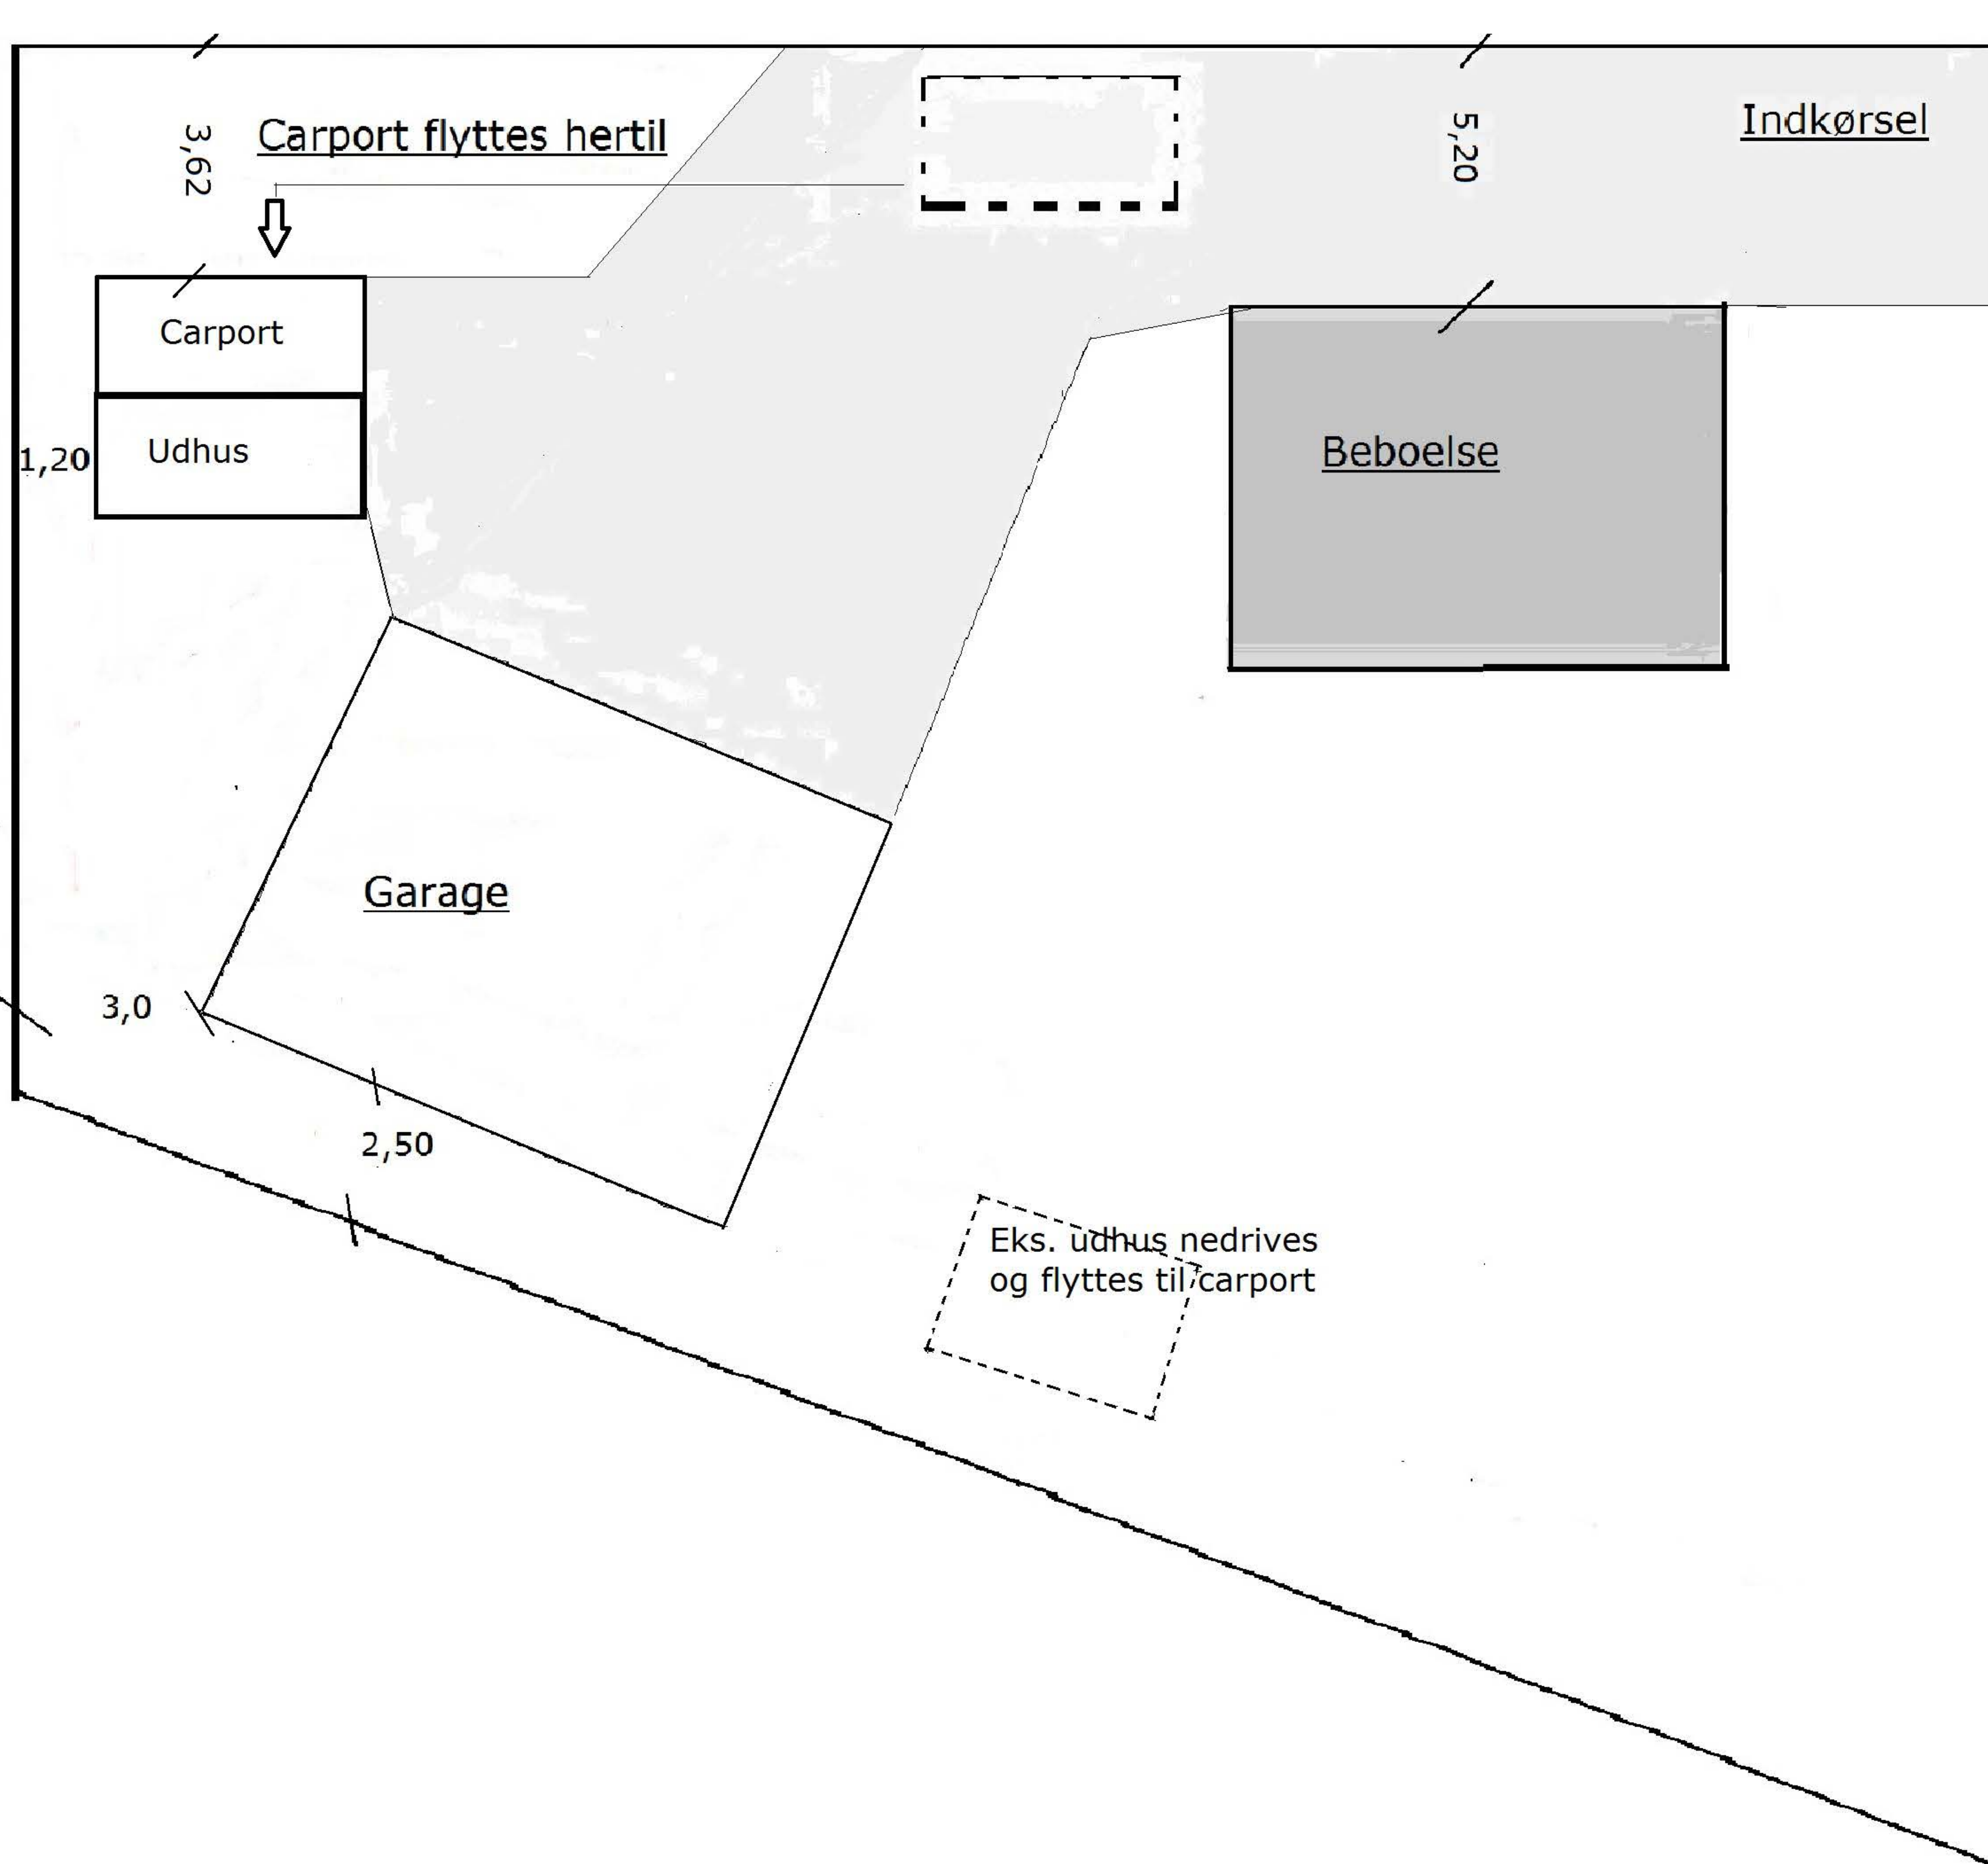 Carport flyttes hertil
3,62
5,20
Indkørsel
Carport
Udhus
1,20
Beboelse
Garage
3,0
2,50
Eks. udhus nedrives
og flyttes til carport